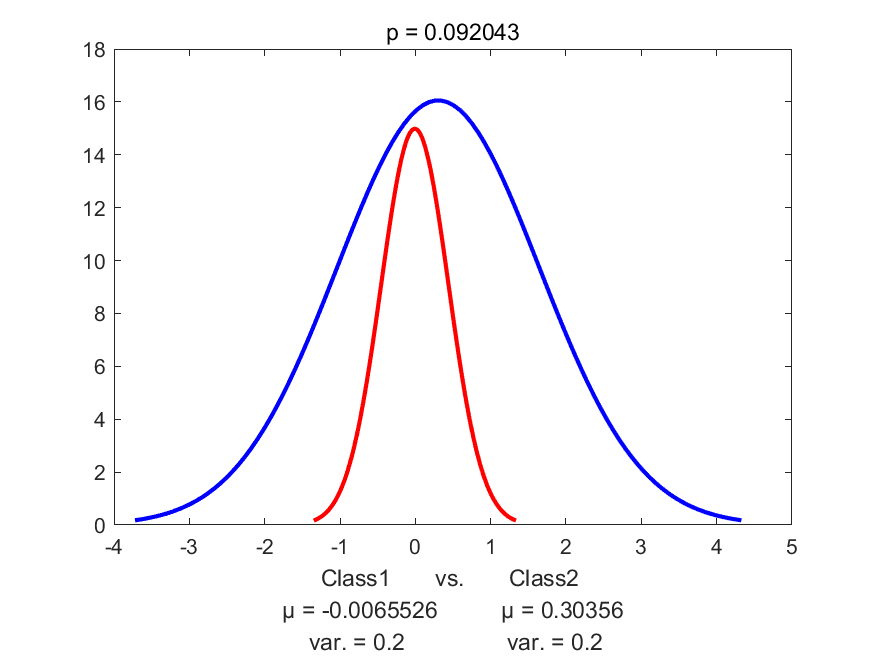 p = 0.092043
18
16
14
12
10
8
6
4
2
0
-4 -3 -2 -1 0 1 2 3 4 5
Class1 vs. Class2
μ = -0.0065526 μ = 0.30356
var. = 0.2 var. = 0.2